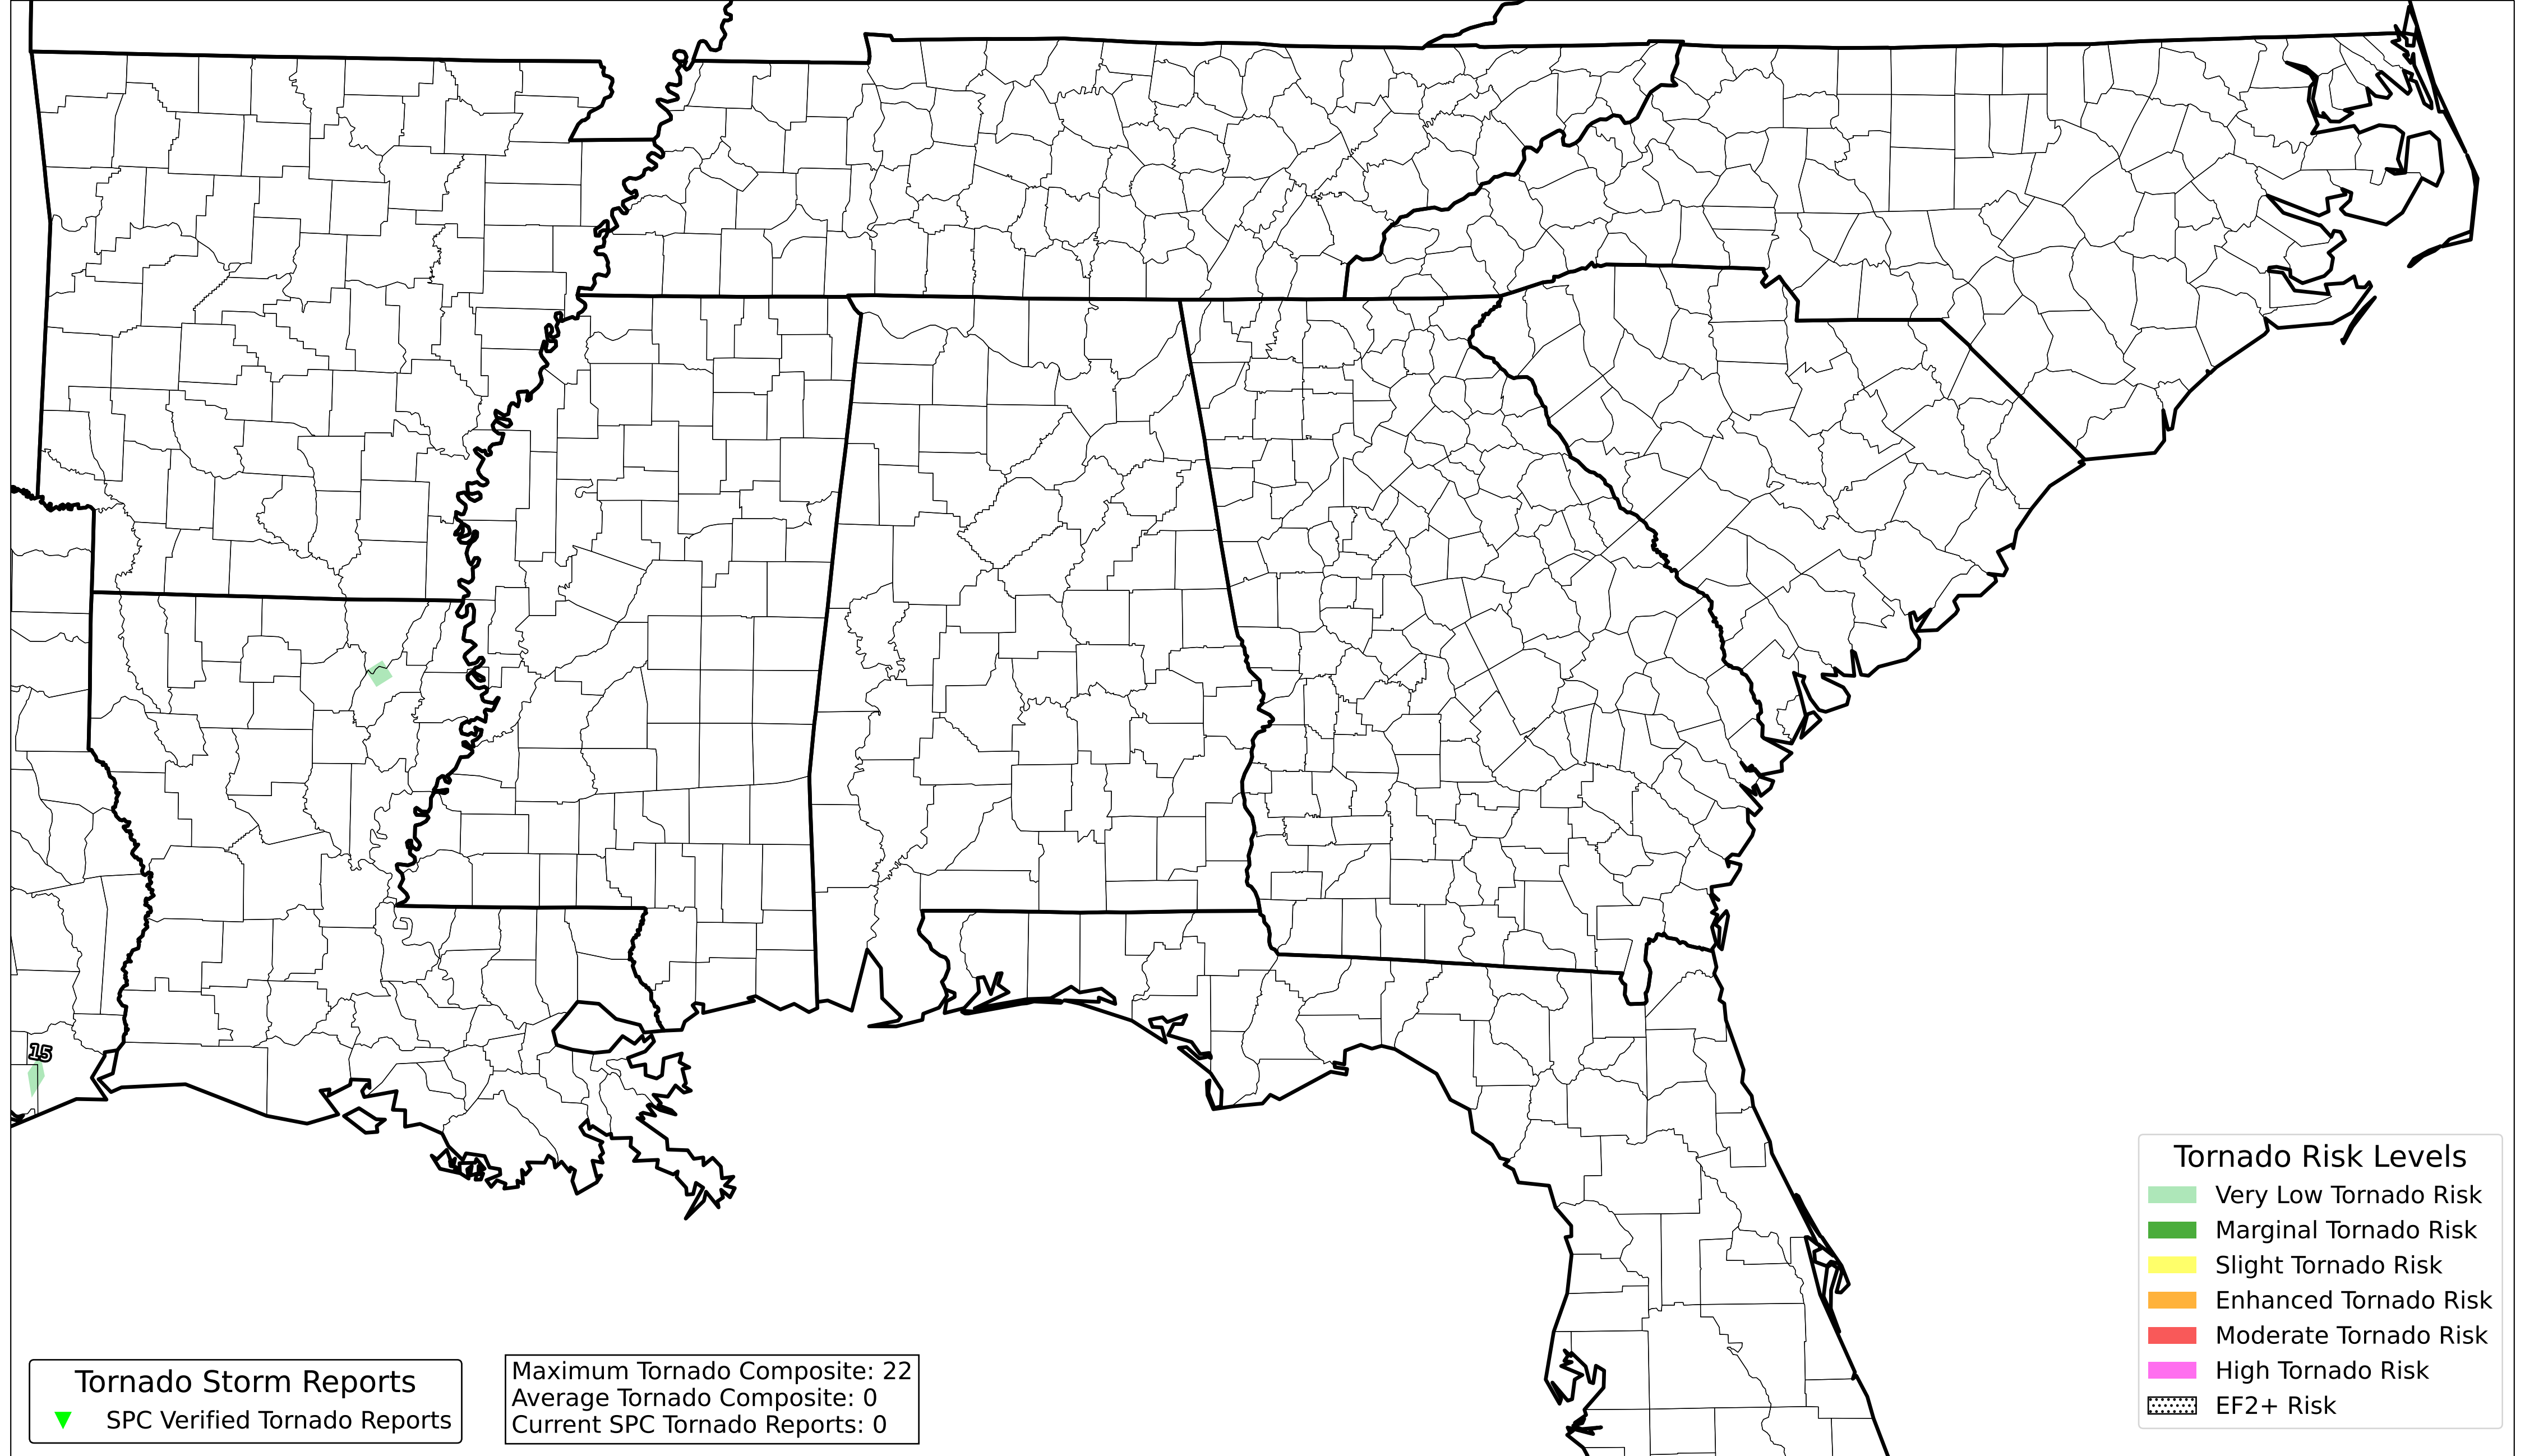 15
Tornado Risk Levels
Very Low Tornado Risk
Marginal Tornado Risk
Slight Tornado Risk
Enhanced Tornado Risk
Moderate Tornado Risk
High Tornado Risk
EF2+ Risk
Tornado Storm Reports
SPC Verified Tornado Reports
Maximum Tornado Composite: 22
Average Tornado Composite: 0
Current SPC Tornado Reports: 0